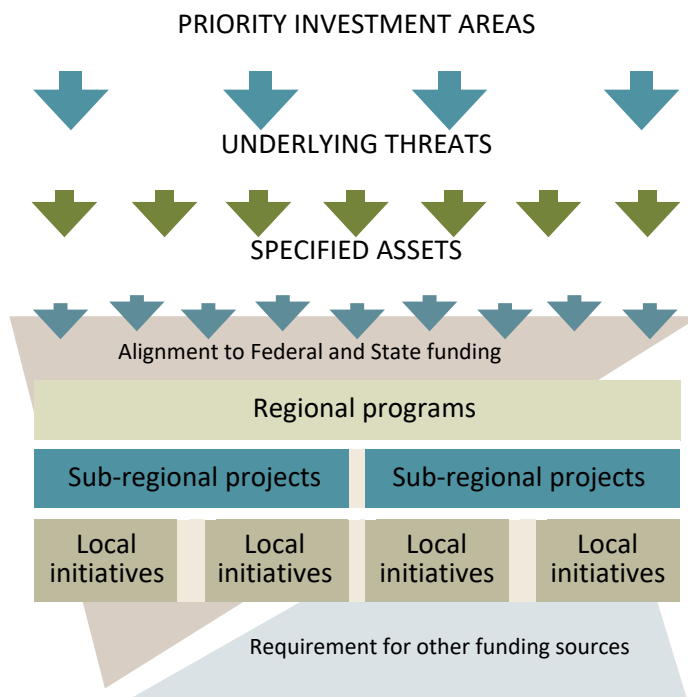 PRIORITY INVESTMENT AREAS
UNDERLYING THREATS
SPECIFIED ASSETS
Alignment to Federal and State funding
Regional programs
Sub-regional projects
Sub-regional projects
Local
initiatives
Local
initiatives
Local
initiatives
Local
initiatives
Requirement for other funding sources